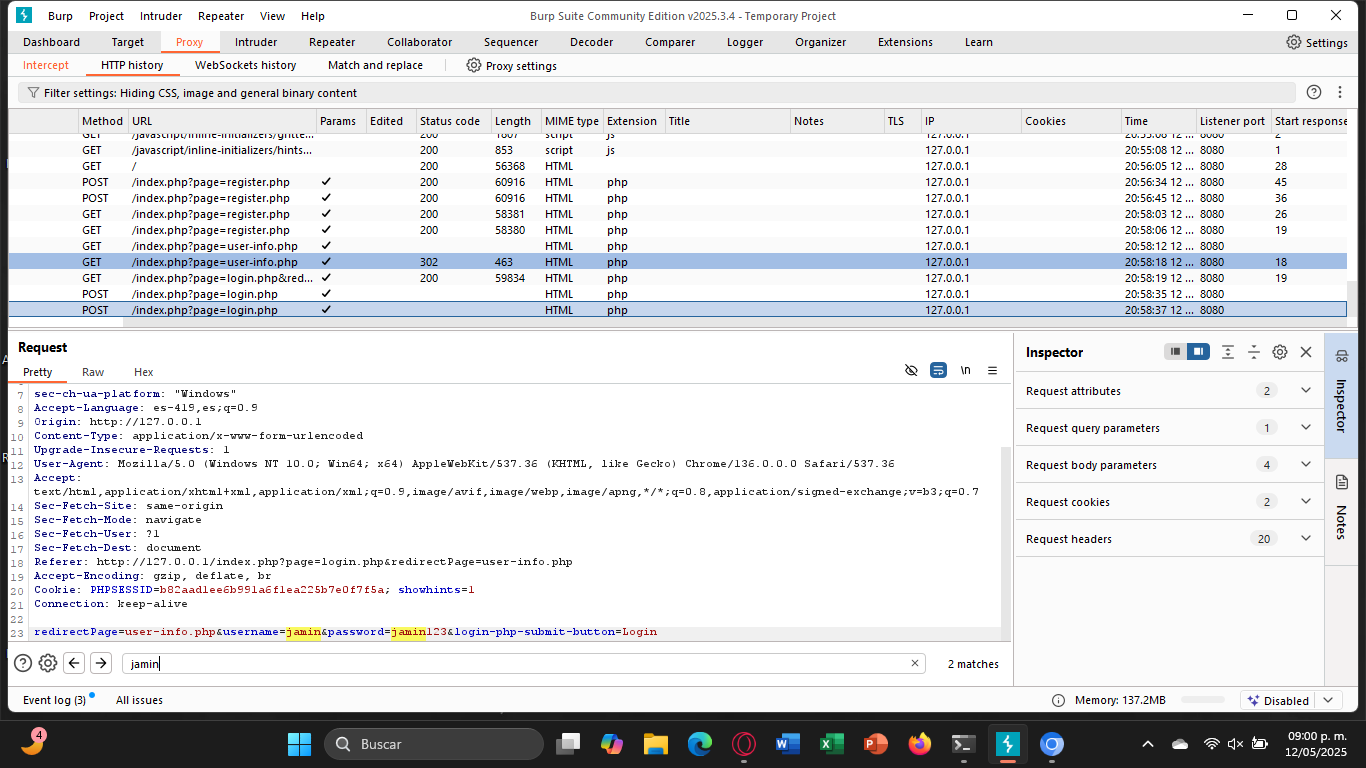 Burp Project Intruder Repeater View Help Burp Suite Community Edition v2025.3.4 - Temporary Project
Dashboard Target Proxy Intruder Repeater Collaborator Sequencer Decoder Comparer Logger Organizer Extensions Learn Settings
Intercept HTTP history WebSockets history Match and replace Proxy settings
Filter settings: Hiding CSS, image and general binary content
Method URL Params Edited Status code Length MIME type Extension Title Notes TLS IP Cookies Time Listener port Start response
GET /javascript/inline-initializers/gritte... 200 1607 script js 127.0.0.1 20:55:08 12 ... 8080 2
GET /javascript/inline-initializers/hints... 200 853 script js 127.0.0.1 20:55:08 12 ... 8080 1
GET / 200 56368 HTML 127.0.0.1 20:56:05 12 ... 8080 28
POST /index.php?page=register.php ✓ 200 60916 HTML php 127.0.0.1 20:56:34 12 ... 8080 45
POST /index.php?page=register.php ✓ 200 60916 HTML php 127.0.0.1 20:56:45 12 ... 8080 36
GET /index.php?page=register.php ✓ 200 58381 HTML php 127.0.0.1 20:58:03 12 ... 8080 26
GET /index.php?page=register.php ✓ 200 58380 HTML php 127.0.0.1 20:58:06 12 ... 8080 19
GET /index.php?page=user-info.php ✓ HTML php 127.0.0.1 20:58:12 12 ... 8080
GET /index.php?page=user-info.php ✓ 302 463 HTML php 127.0.0.1 20:58:18 12 ... 8080 18
GET /index.php?page=login.php&red... ✓ 200 59834 HTML php 127.0.0.1 20:58:19 12 ... 8080 19
POST /index.php?page=login.php ✓ HTML php 127.0.0.1 20:58:35 12 ... 8080
POST /index.php?page=login.php ✓ HTML php 127.0.0.1 20:58:37 12 ... 8080
Request
Pretty Raw Hex \n
7 sec-ch-ua-platform: "Windows"
8 Accept-Language: es-419,es;q=0.9
9 Origin: http://127.0.0.1
10 Content-Type: application/x-www-form-urlencoded
11 Upgrade-Insecure-Requests: 1
12 User-Agent: Mozilla/5.0 (Windows NT 10.0; Win64; x64) AppleWebKit/537.36 (KHTML, like Gecko) Chrome/136.0.0.0 Safari/537.36
13 Accept:
text/html,application/xhtml+xml,application/xml;q=0.9,image/avif,image/webp,image/apng,*/*;q=0.8,application/signed-exchange;v=b3;q=0.7
14 Sec-Fetch-Site: same-origin
15 Sec-Fetch-Mode: navigate
16 Sec-Fetch-User: ?1
17 Sec-Fetch-Dest: document
18 Referer: http://127.0.0.1/index.php?page=login.php&redirectPage=user-info.php
19 Accept-Encoding: gzip, deflate, br
20 Cookie: PHPSESSID=b82aad1ee6b991a6f1ea225b7e0f7f5a; showhints=1
21 Connection: keep-alive
22
23 redirectPage=user-info.php&username=jamin&password=jamin123&login-php-submit-button=Login
jamin 2 matches
Inspector
Request attributes 2
Request query parameters 1
Request body parameters 4
Request cookies 2
Request headers 20
Inspector
Notes
Event log (3) All issues Memory: 137.2MB Disabled
4 Buscar 09:00 p. m.
12/05/2025